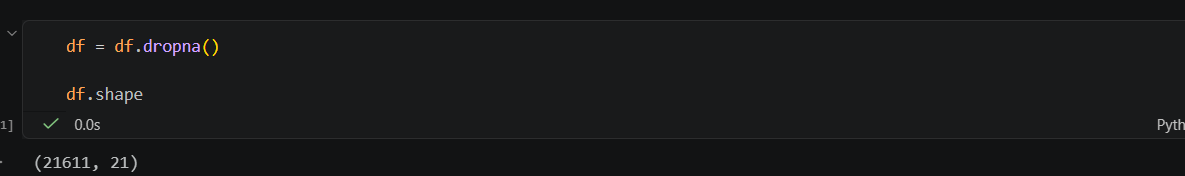 df = df.dropna()
df.shape
1] 0.0s Pyth
(21611, 21)